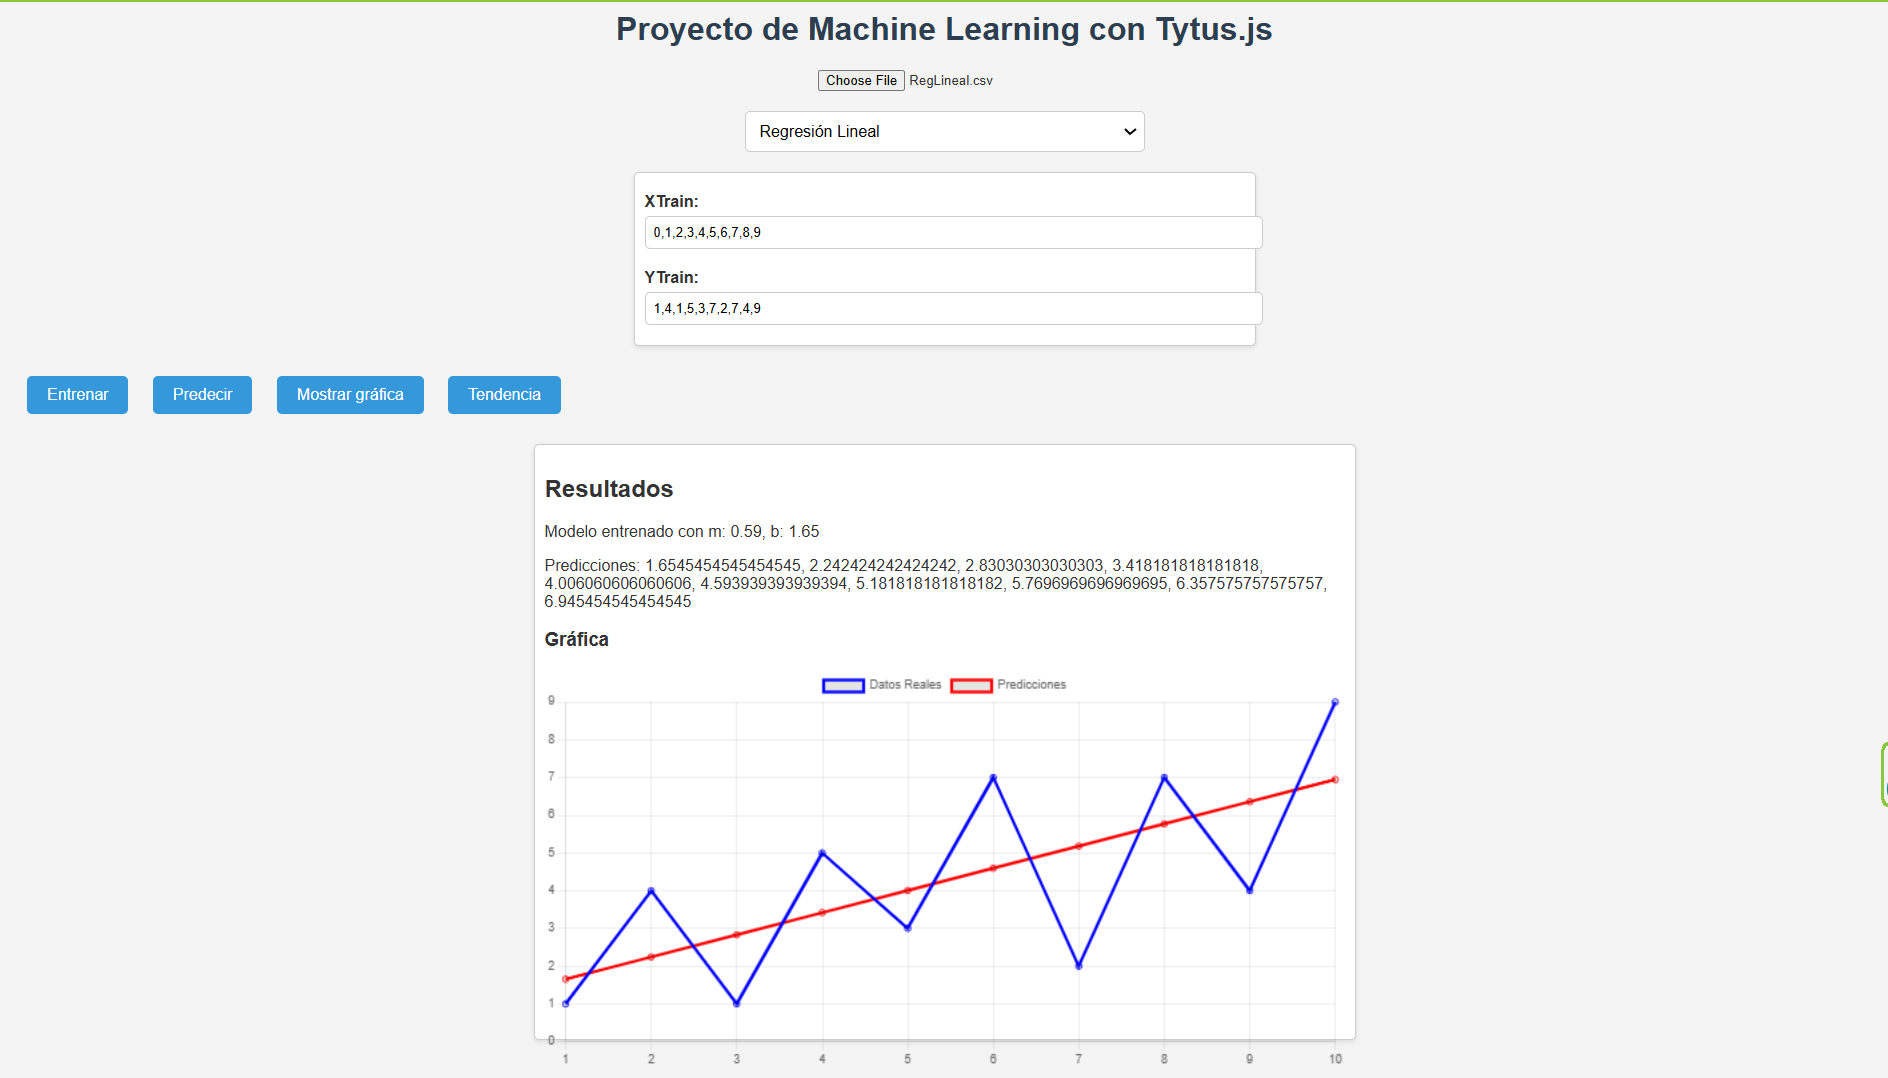 Proyecto de Machine Learning con Tytus.js
Choose File RegLineal.csv
Regresión Lineal
XTrain:
0,1,2,3,4,5,6,7,8,9
YTrain:
1,4,1,5,3,7,2,7,4,9
Entrenar Predecir Mostrar gráfica Tendencia
Resultados
Modelo entrenado con m: 0.59, b: 1.65
Predicciones: 1.6545454545454545, 2.242424242424242, 2.83030303030303, 3.418181818181818,
4.006060606060606, 4.593939393939394, 5.181818181818182, 5.7696969696969695, 6.357575757575757,
6.945454545454545
Gráfica
Datos Reales Predicciones
9
8
7
6
5
4
3
2
1
0
1 2 3 4 5 6 7 8 9 10